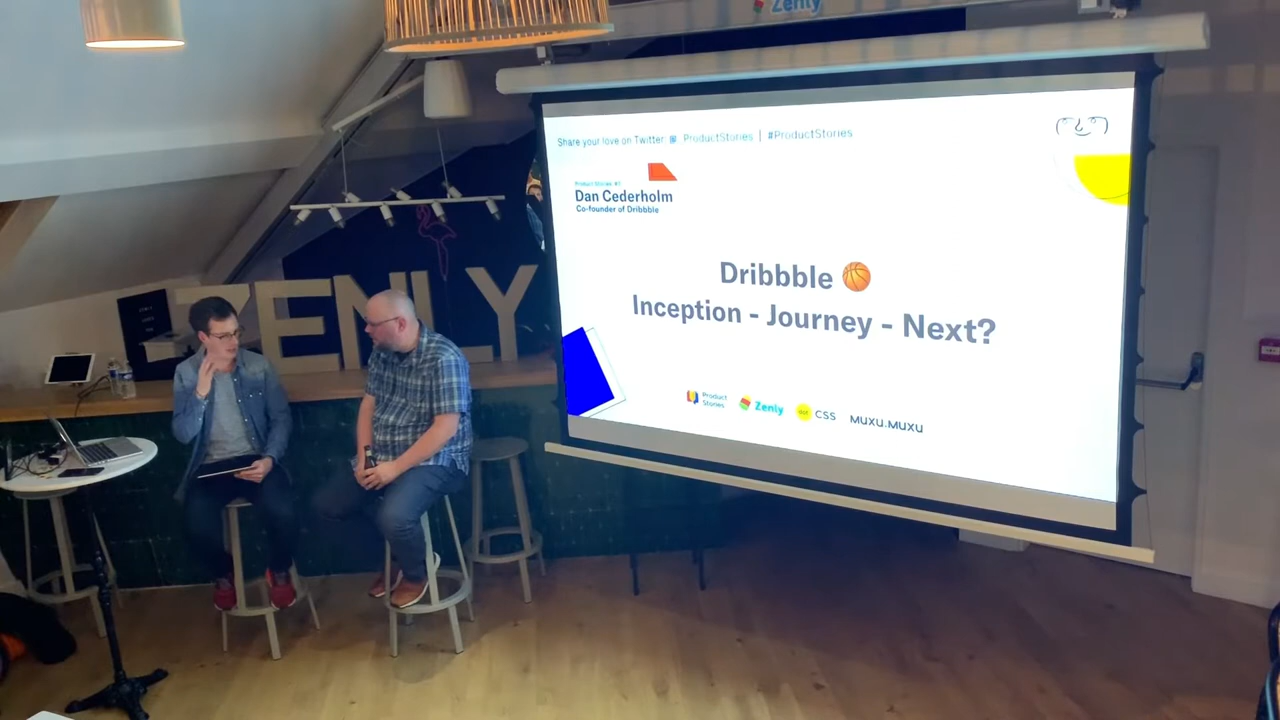 Zenly
Share your love on Twitter: @ ProductStories | #ProductStories
Product Stories #1
Dan Cederholm
Co-founder of Dribbble
Dribbble 🏀
Inception - Journey - Next?
Product
Stories
Zenly
dot CSS
MUXU.MUXU
ZENLY